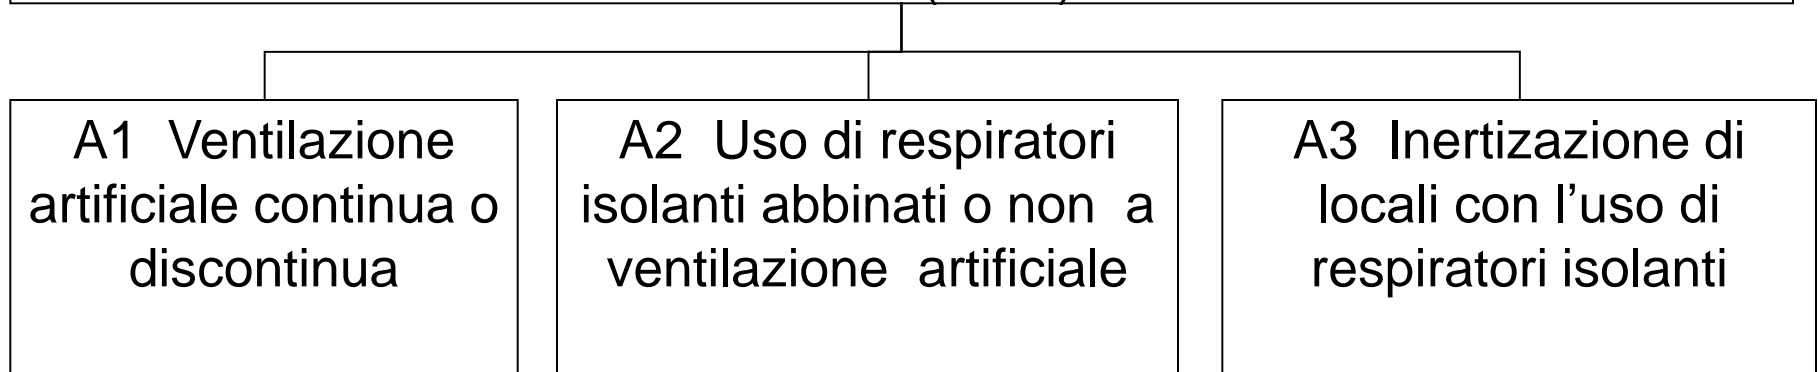 A1 Ventilazione
artificiale continua o
discontinua
A2 Uso di respiratori
isolanti abbinati o non a
ventilazione artificiale
A3 Inertizazione di
locali con l’uso di
respiratori isolanti